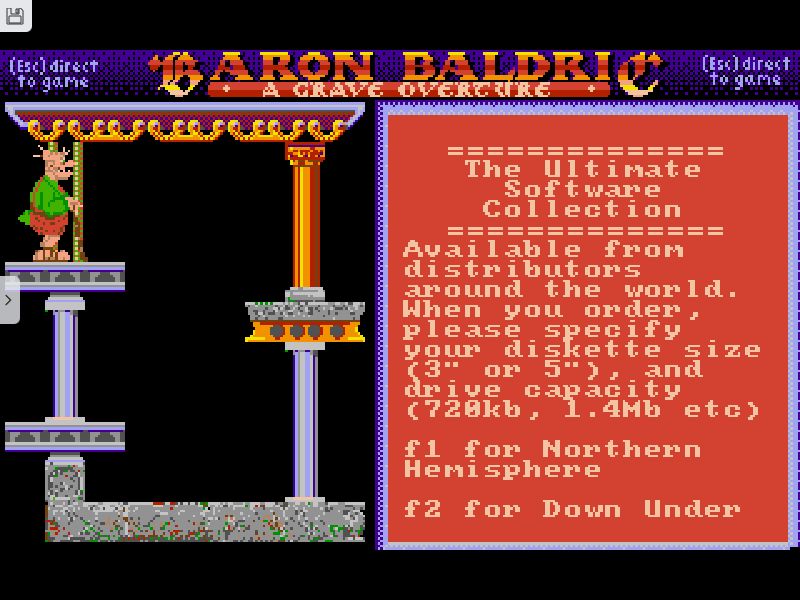 (Esc)direct
to game
BARON BALDRIC
A GRAVE OVERTURE
(Esc)direct
to game
==============
The Ultimate
Software
Collection
==============
Available from
distributors
around the world.
When you order,
please specify
your diskette size
(3" or 5"), and
drive capacity
(720kb, 1.4Mb etc)
f1 for Northern
Hemisphere
f2 for Down Under